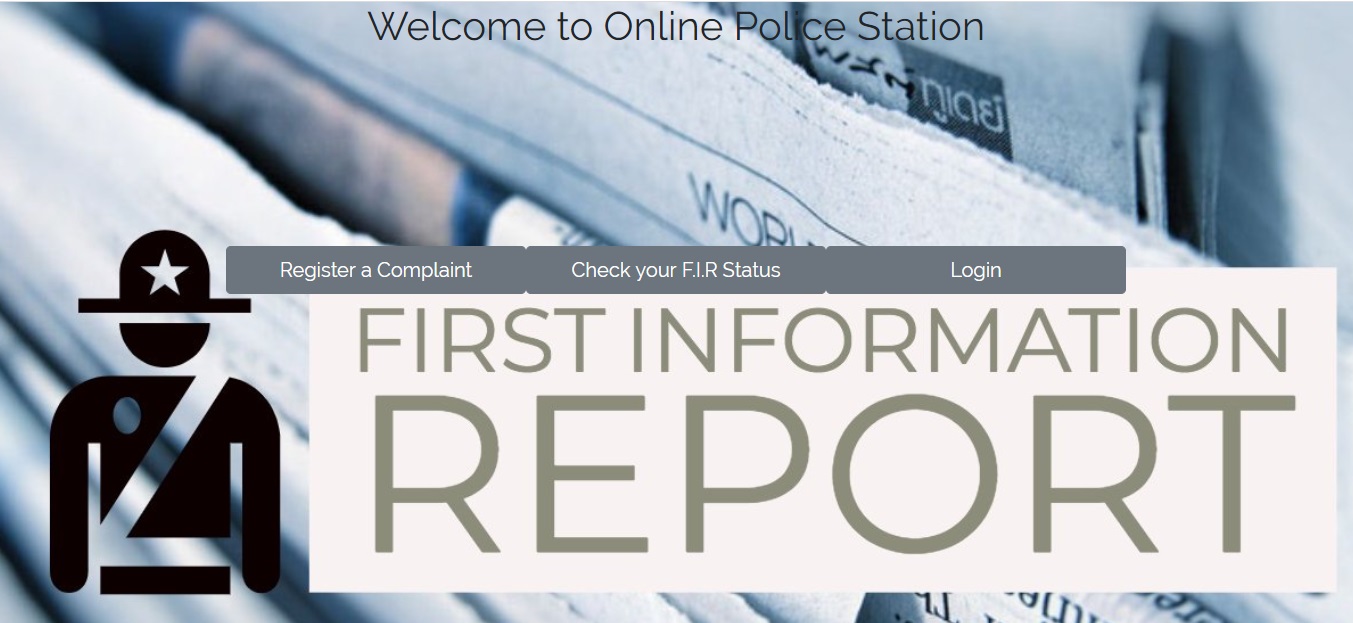 Welcome to Online Police Station
Register a Complaint
Check your F.I.R Status
Login
FIRST INFORMATION
REPORT